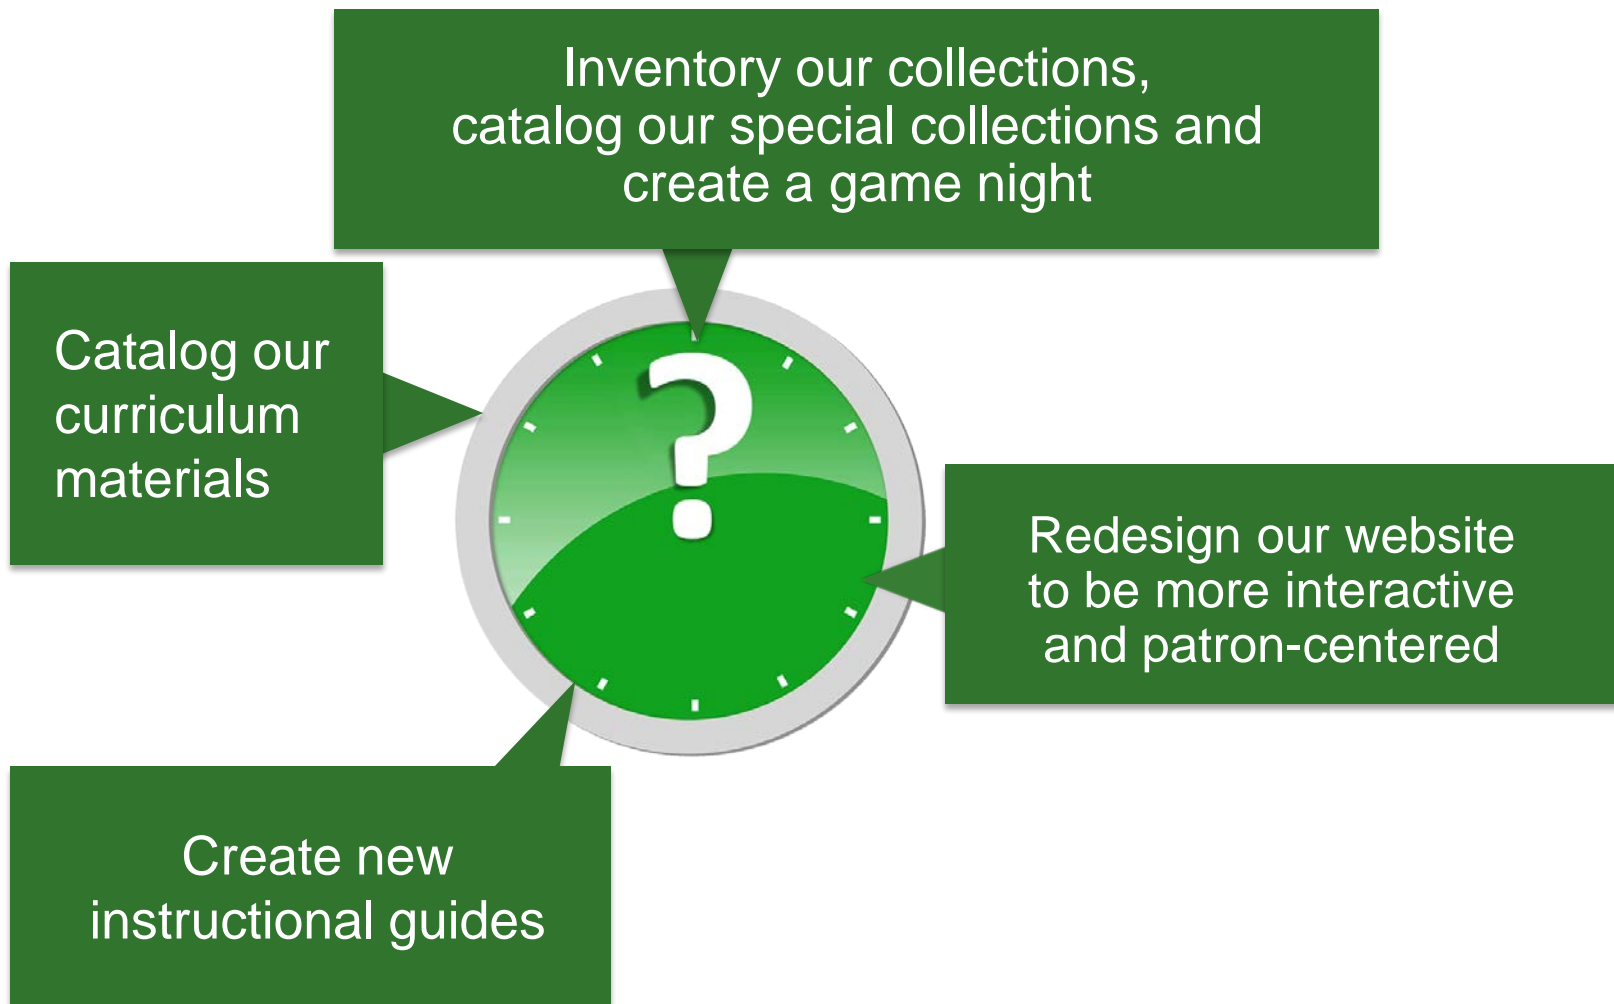 Inventory our collections,
catalog our special collections and
create a game night
Catalog our
curriculum
materials
?
Redesign our website
to be more interactive
and patron-centered
Create new
instructional guides